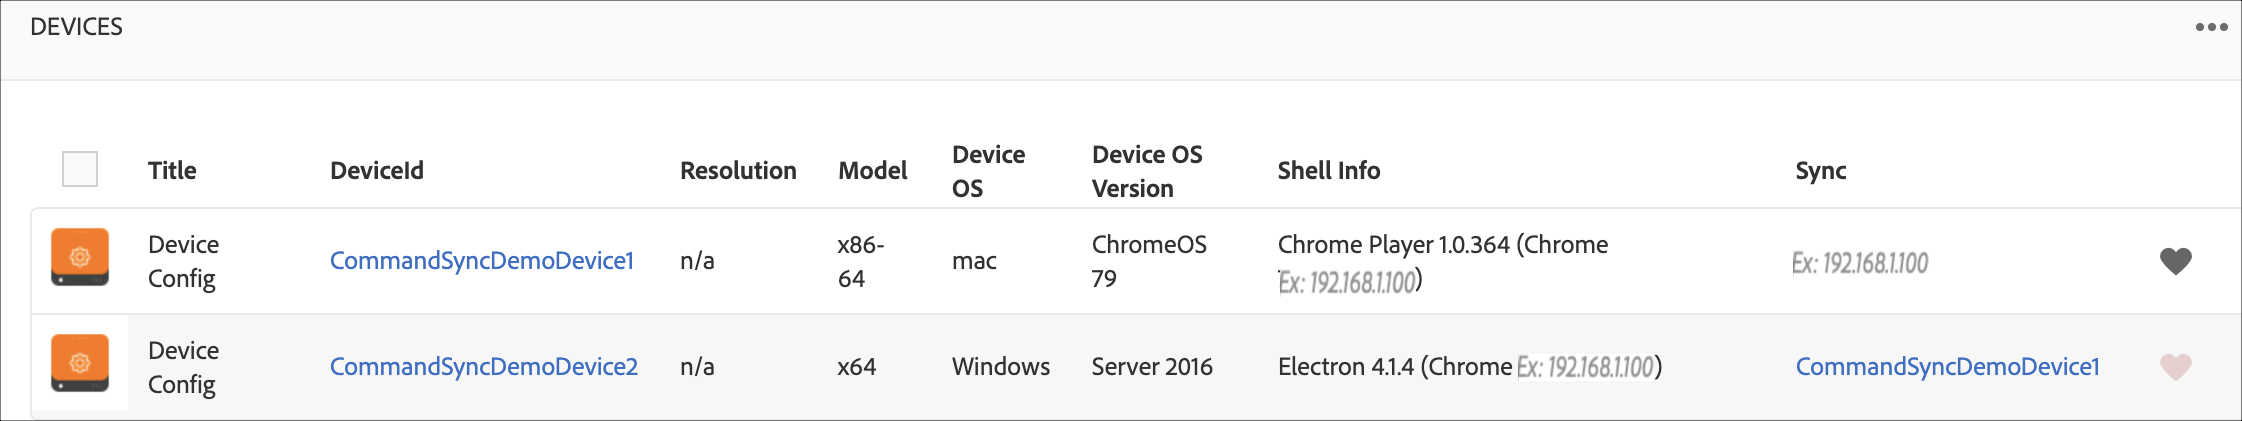 DEVICES
Title DeviceId Resolution Model Device OS Device OS Version Shell Info Sync
Device Config CommandSyncDemoDevice1 n/a x86-64 mac ChromeOS 79 Chrome Player 1.0.364 (Chrome Ex: 192.168.1.100) Ex: 192.168.1.100
Device Config CommandSyncDemoDevice2 n/a x64 Windows Server 2016 Electron 4.1.4 (Chrome Ex: 192.168.1.100) CommandSyncDemoDevice1